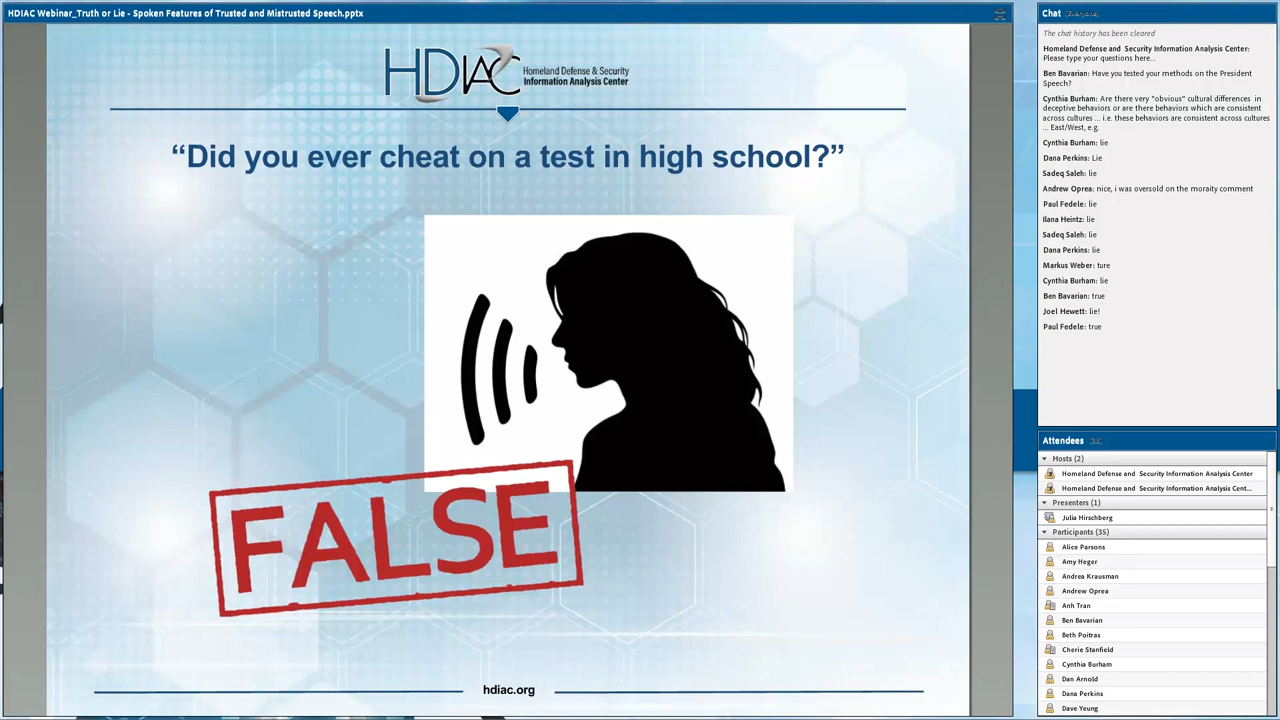 HDIAC Webinar_Truth or Lie - Spoken Features of Trusted and Mistrusted Speech.pptx
HDIAC
Homeland Defense & Security
Information Analysis Center
“Did you ever cheat on a test in high school?”
FALSE
hdiac.org
Chat (Everyone)
The chat history has been cleared
Homeland Defense and Security Information Analysis Center:
Please type your questions here...
Ben Bavarian: Have you tested your methods on the President
Speech?
Cynthia Burham: Are there very "obvious" cultural differences in
deceptive behaviors or are there behaviors which are consistent
across cultures ... i.e. these behaviors are consistent across cultures
... East/West, e.g.
Cynthia Burham: lie
Dana Perkins: Lie
Sadeq Saleh: lie
Andrew Oprea: nice, i was oversold on the moraity comment
Paul Fedele: lie
Ilana Heintz: lie
Sadeq Saleh: lie
Dana Perkins: lie
Markus Weber: ture
Cynthia Burham: lie
Ben Bavarian: true
Joel Hewett: lie!
Paul Fedele: true
Attendees
Hosts (2)
Homeland Defense and Security Information Analysis Center
Homeland Defense and Security Information Analysis Cent...
Presenters (1)
Julia Hirschberg
Participants (35)
Alice Parsons
Amy Heger
Andrea Krausman
Andrew Oprea
Anh Tran
Ben Bavarian
Beth Poitras
Cherie Stanfield
Cynthia Burham
Dan Arnold
Dana Perkins
Dave Yeung